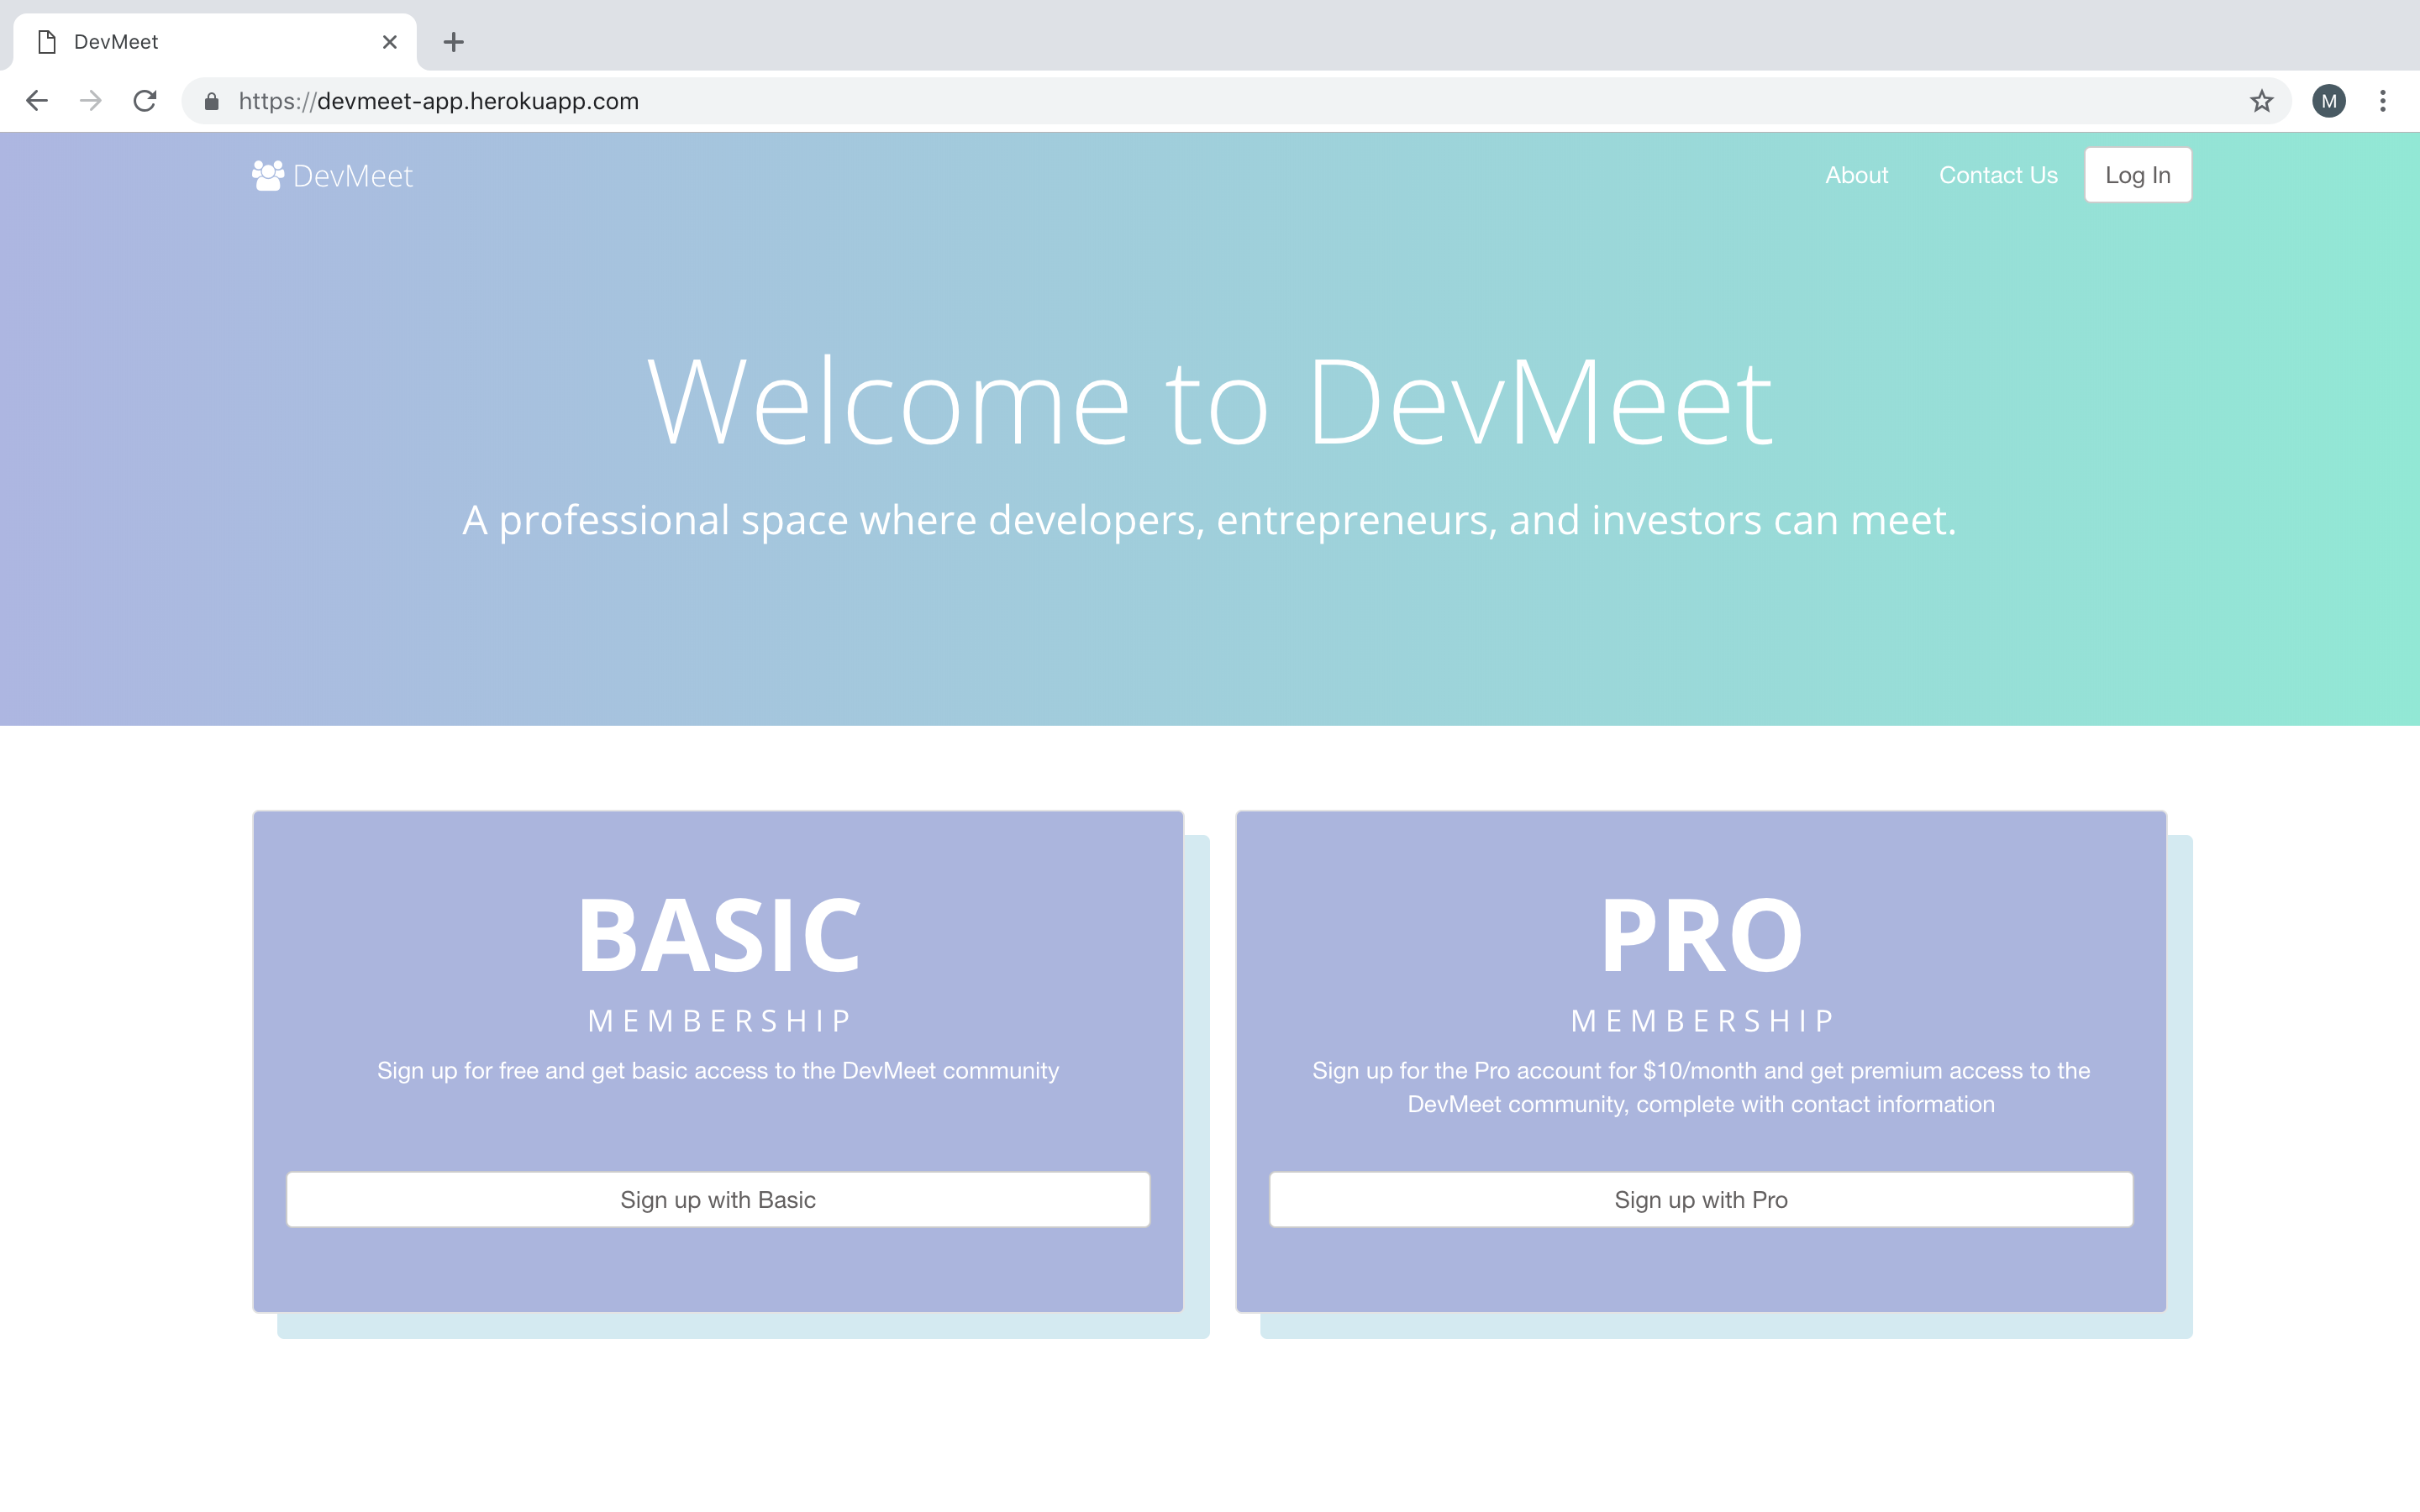 DevMeet
https://devmeet-app.herokuapp.com
M
DevMeet
About
Contact Us
Log In
Welcome to DevMeet
A professional space where developers, entrepreneurs, and investors can meet.
BASIC
MEMBERSHIP
Sign up for free and get basic access to the DevMeet community
Sign up with Basic
PRO
MEMBERSHIP
Sign up for the Pro account for $10/month and get premium access to the
DevMeet community, complete with contact information
Sign up with Pro